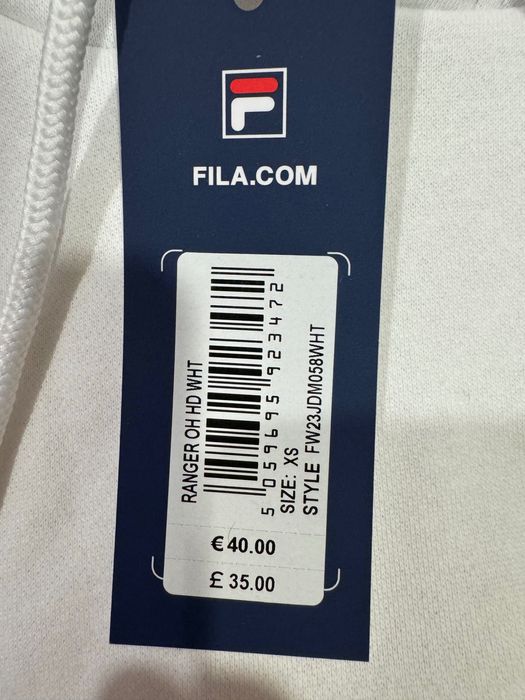 F
FILA.COM
RANGER OH HD WHT
5 059695 923472
SIZE: XS
STYLE FW23JDM058WHT
€ 40.00
£ 35.00